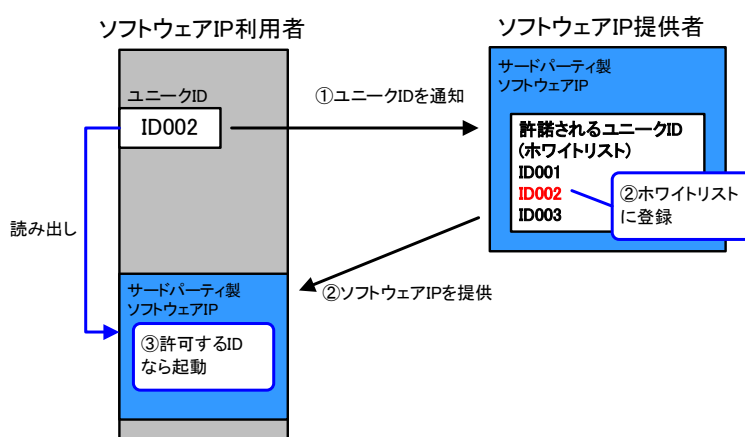 ソフトウェアIP利用者
ソフトウェアIP提供者
ユニークID
ID002
①ユニークIDを通知
サードパーティ製
ソフトウェアIP
許諾されるユニークID
(ホワイトリスト)
ID001
ID002
ID003
②ホワイトリスト
に登録
読み出し
②ソフトウェアIPを提供
サードパーティ製
ソフトウェアIP
③許可するID
なら起動